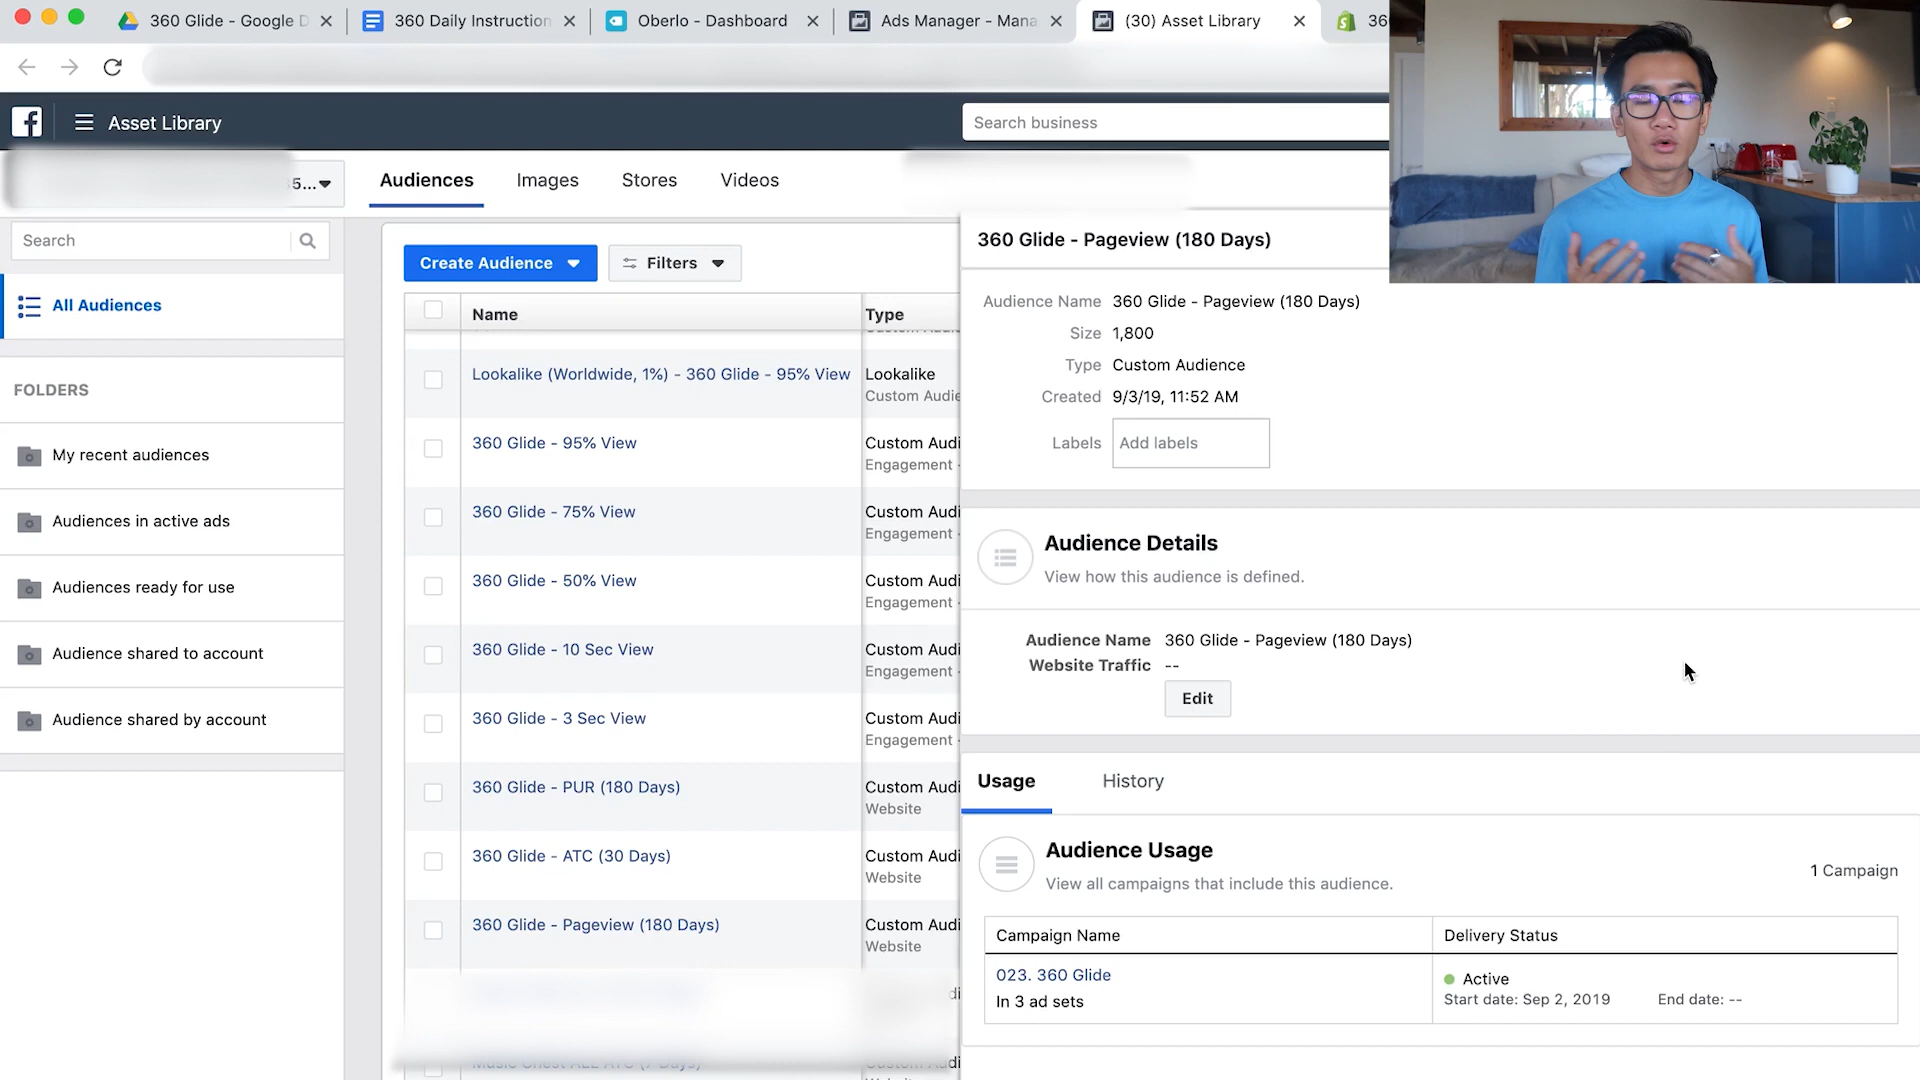 360 Glide - Google D
360 Daily Instruction
Oberlo - Dashboard
Ads Manager - Mana
(30) Asset Library
36
Asset Library
Search business
5...
Audiences
Images
Stores
Videos
Search
All Audiences
FOLDERS
My recent audiences
Audiences in active ads
Audiences ready for use
Audience shared to account
Audience shared by account
Create Audience
Filters
Name
Type
Lookalike (Worldwide, 1%) - 360 Glide - 95% View
Lookalike
Custom Audie
360 Glide - 95% View
Custom Audi
Engagement -
360 Glide - 75% View
Custom Audi
Engagement -
360 Glide - 50% View
Custom Audi
Engagement -
360 Glide - 10 Sec View
Custom Audi
Engagement -
360 Glide - 3 Sec View
Custom Audi
Engagement -
360 Glide - PUR (180 Days)
Custom Audi
Website
360 Glide - ATC (30 Days)
Custom Audi
Website
360 Glide - Pageview (180 Days)
Custom Audi
Website
360 Glide - Pageview (180 Days)
Audience Name 360 Glide - Pageview (180 Days)
Size 1,800
Type Custom Audience
Created 9/3/19, 11:52 AM
Labels Add labels
Audience Details
View how this audience is defined.
Audience Name 360 Glide - Pageview (180 Days)
Website Traffic --
Edit
Usage
History
Audience Usage
View all campaigns that include this audience.
1 Campaign
Campaign Name
Delivery Status
023. 360 Glide
In 3 ad sets
Active
Start date: Sep 2, 2019
End date: --